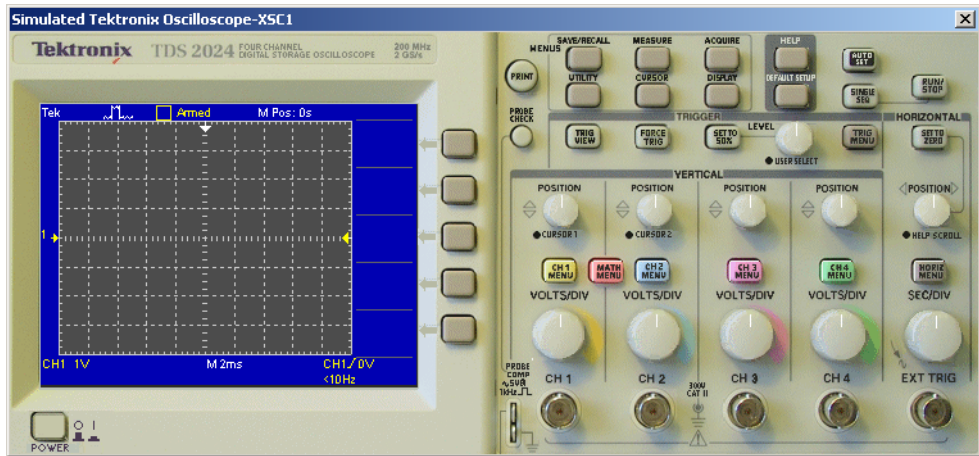 Simulated Tektronix Oscilloscope-XSC1
Tektronix TDS 2024 FOUR CHANNEL DIGITAL STORAGE OSCILLOSCOPE 200 MHz 2 GS/s
Tek Armed M Pos: 0s
1
CH1 1V M 2ms CH1 0V
<10Hz
POWER
MENUS
SAVE/RECALL MEASURE ACQUIRE HELP
AUTO SET
PRINT
UTILITY CURSOR DISPLAY DEFAULT SETUP
SINGLE SEQ
RUN/ STOP
PROBE CHECK
TRIGGER
HORIZONTAL
TRIG VIEW
FORCE TRIG
SET TO 50%
LEVEL
USER SELECT
TRIG MENU
SET TO ZERO
VERTICAL
POSITION POSITION POSITION POSITION POSITION
CURSOR 1 CURSOR 2 HELP SCROLL
CH 1 MENU
MATH MENU
CH 2 MENU
CH 3 MENU
CH 4 MENU
HORIZ MENU
VOLTS/DIV VOLTS/DIV VOLTS/DIV VOLTS/DIV SEC/DIV
PROBE COMP
~5V@
1kHz
CH 1 CH 2 CH 3 CH 4 EXT TRIG
300V CAT II